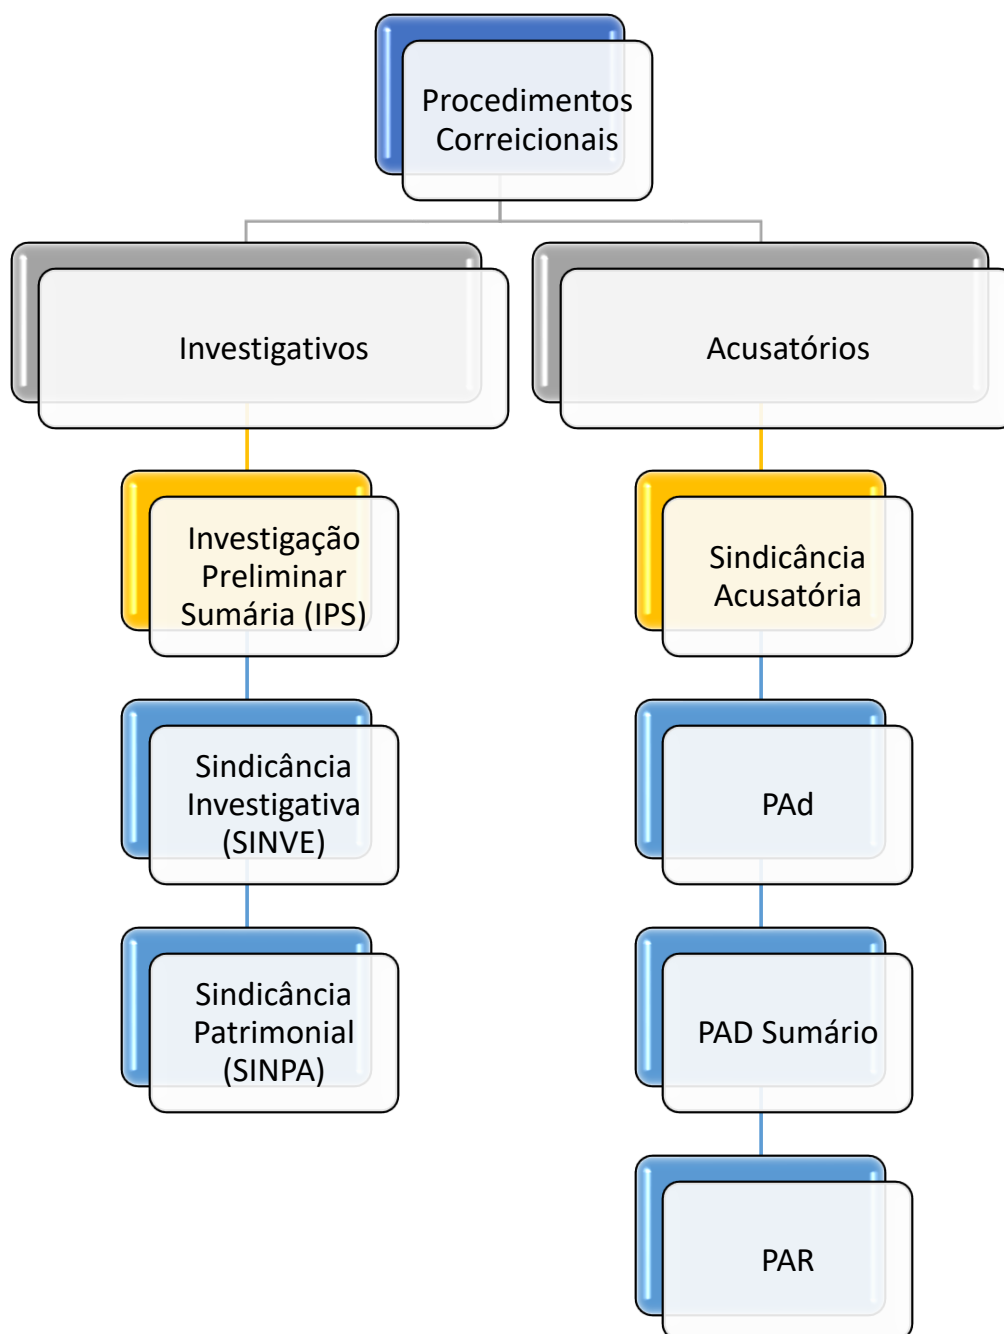 Procedimentos
Correicionais
Investigativos
Acusatórios
Investigação
Preliminar
Sumária (IPS)
Sindicância
Acusatória
Sindicância
Investigativa
(SINVE)
PAd
Sindicância
Patrimonial
(SINPA)
PAD Sumário
PAR